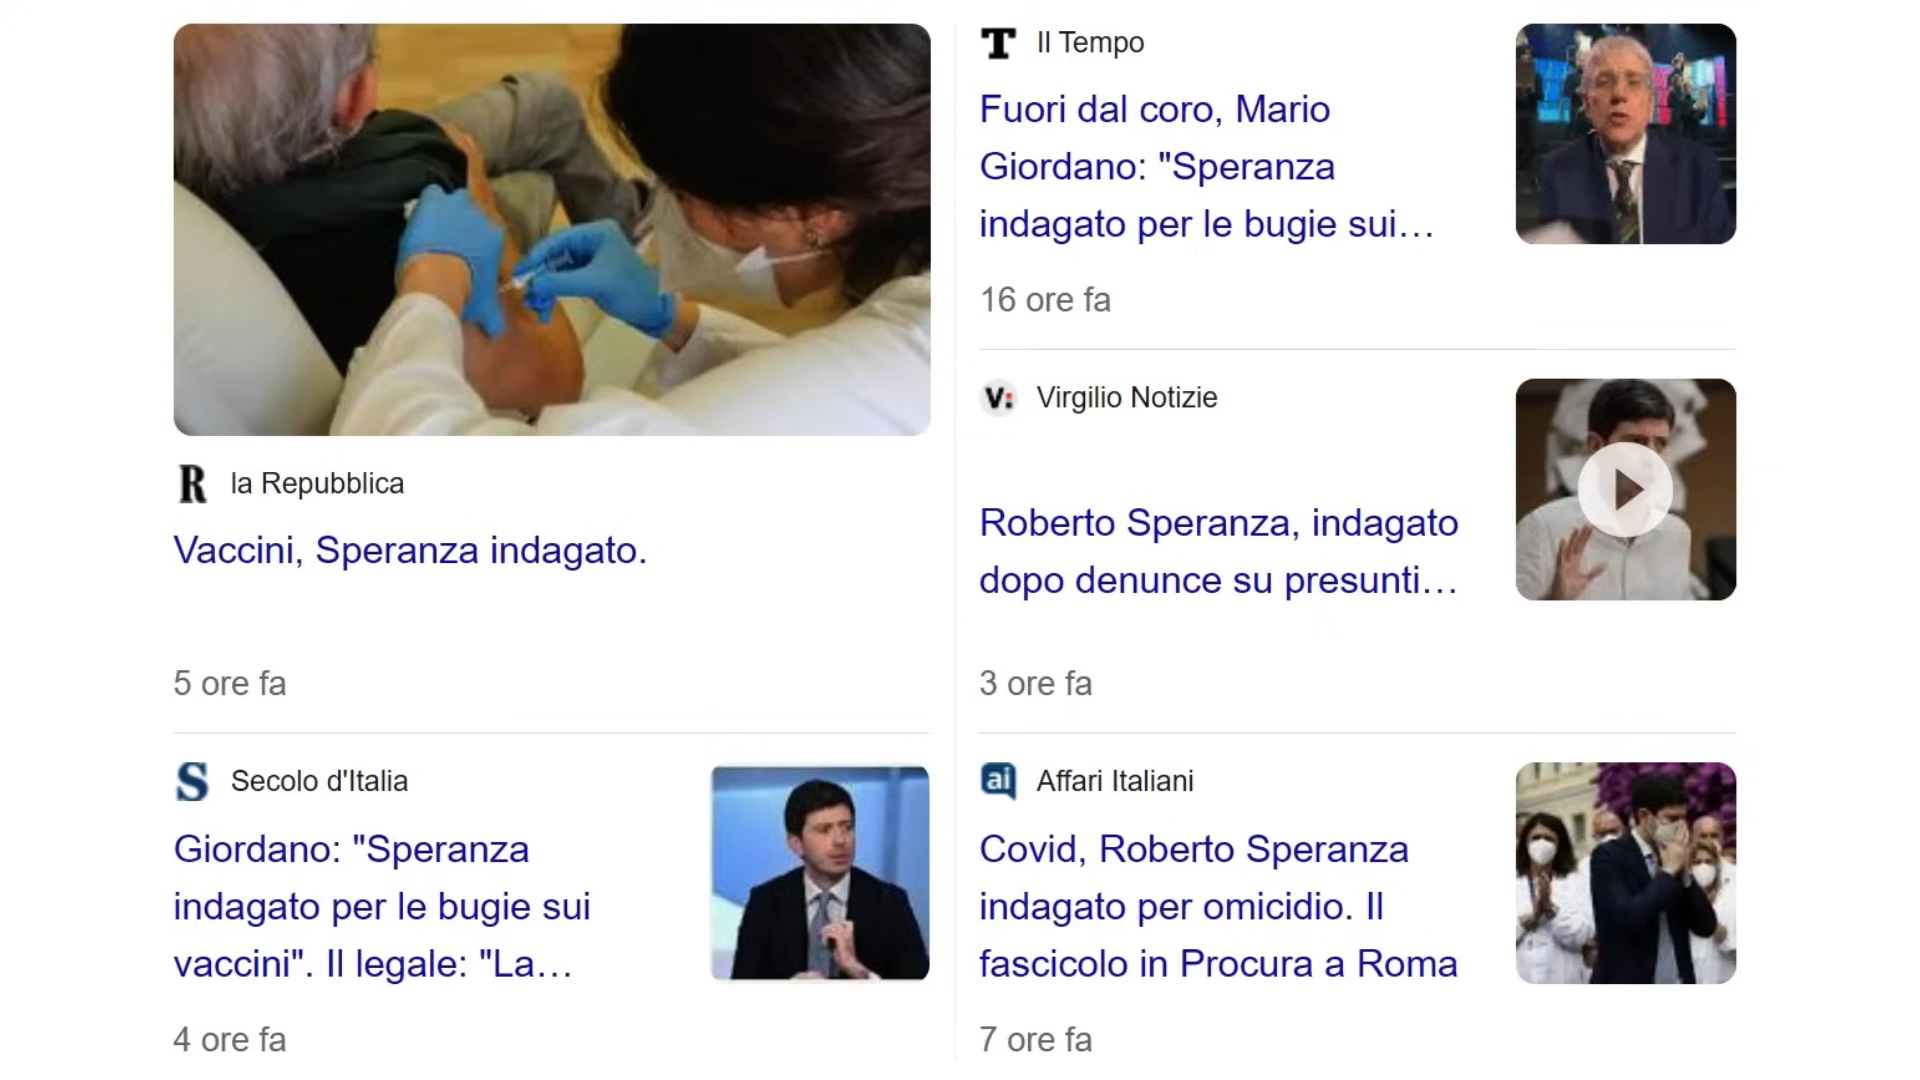 la Repubblica
Vaccini, Speranza indagato.
5 ore fa
S Secolo d'Italia
Giordano: "Speranza
indagato per le bugie sui
vaccini". Il legale: "La…
4 ore fa
T Il Tempo
Fuori dal coro, Mario
Giordano: "Speranza
indagato per le bugie sui…
16 ore fa
V: Virgilio Notizie
Roberto Speranza, indagato
dopo denunce su presunti…
3 ore fa
ai Affari Italiani
Covid, Roberto Speranza
indagato per omicidio. Il
fascicolo in Procura a Roma
7 ore fa